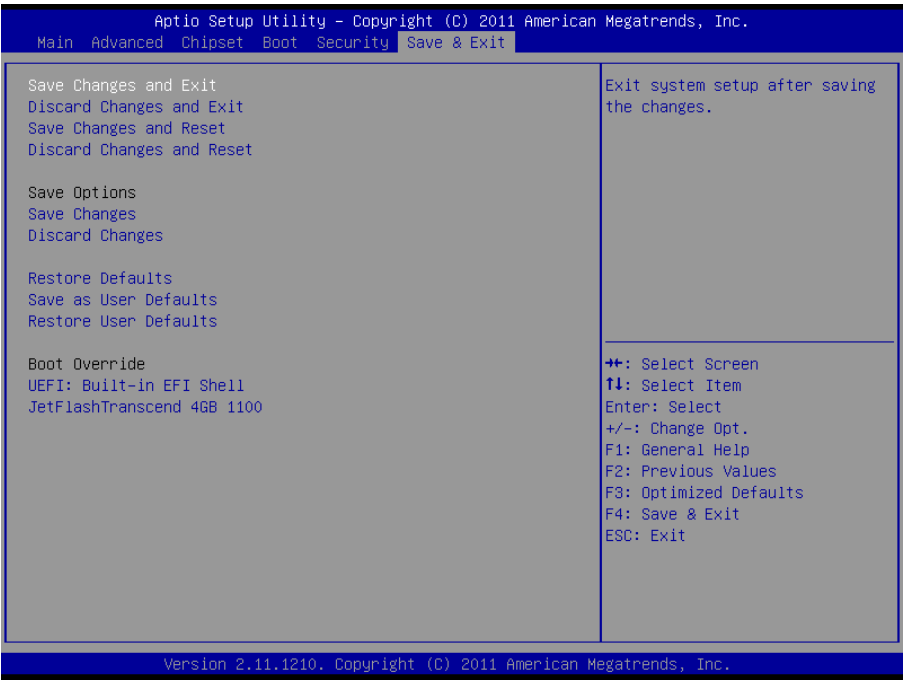 Aptio Setup Utility – Copyright (C) 2011 American Megatrends, Inc.
Main Advanced Chipset Boot Security Save & Exit
Save Changes and Exit
Discard Changes and Exit
Save Changes and Reset
Discard Changes and Reset
Save Options
Save Changes
Discard Changes
Restore Defaults
Save as User Defaults
Restore User Defaults
Boot Override
UEFI: Built-in EFI Shell
JetFlashTranscend 4GB 1100
Exit system setup after saving
the changes.
→←: Select Screen
↑↓: Select Item
Enter: Select
+/-: Change Opt.
F1: General Help
F2: Previous Values
F3: Optimized Defaults
F4: Save & Exit
ESC: Exit
Version 2.11.1210. Copyright (C) 2011 American Megatrends, Inc.